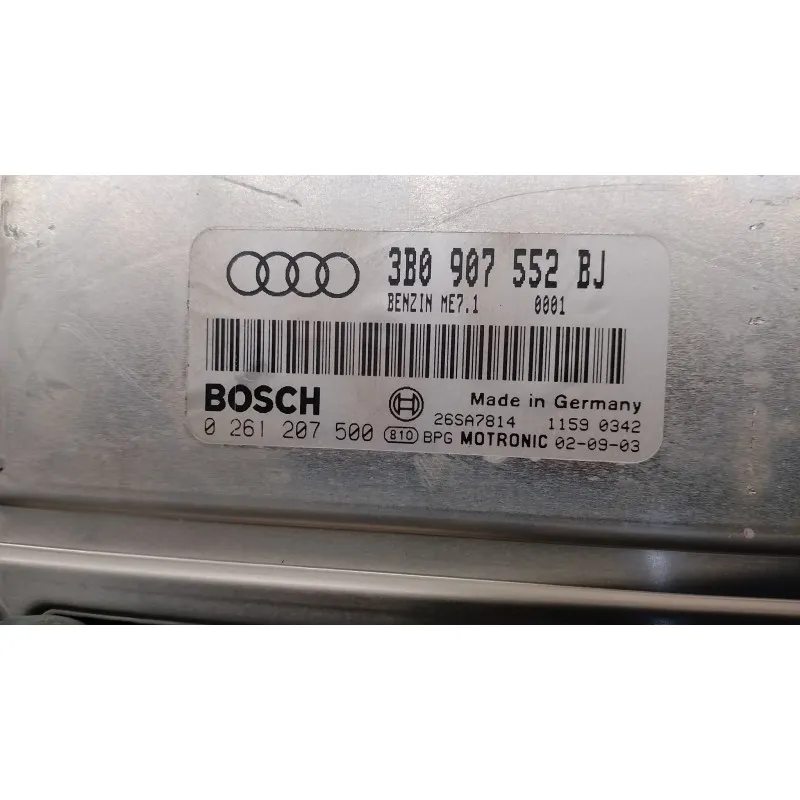 3B0 907 552 BJ
BENZIN ME7.1 0001
BOSCH Made in Germany
26SA7814 1159 0342
0 261 207 500 810 BPG MOTRONIC 02-09-03